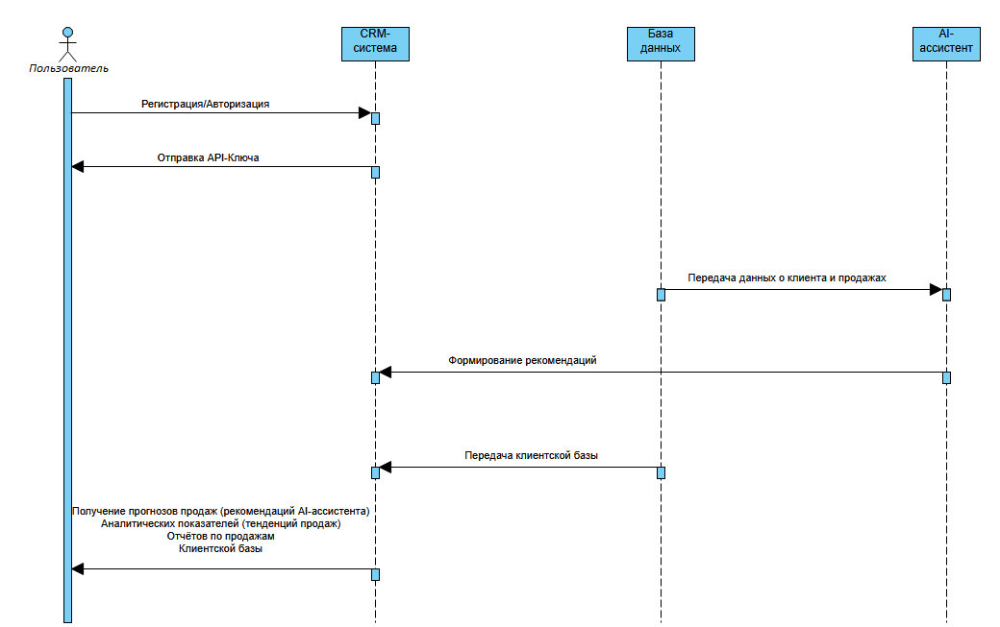 CRM-
система
База
данных
AI-
ассистент
Пользователь
Регистрация/Авторизация
Отправка API-Ключа
Передача данных о клиента и продажах
Формирование рекомендаций
Передача клиентской базы
Получение прогнозов продаж (рекомендаций AI-ассистента)
Аналитических показателей (тенденций продаж)
Отчётов по продажам
Клиентской базы